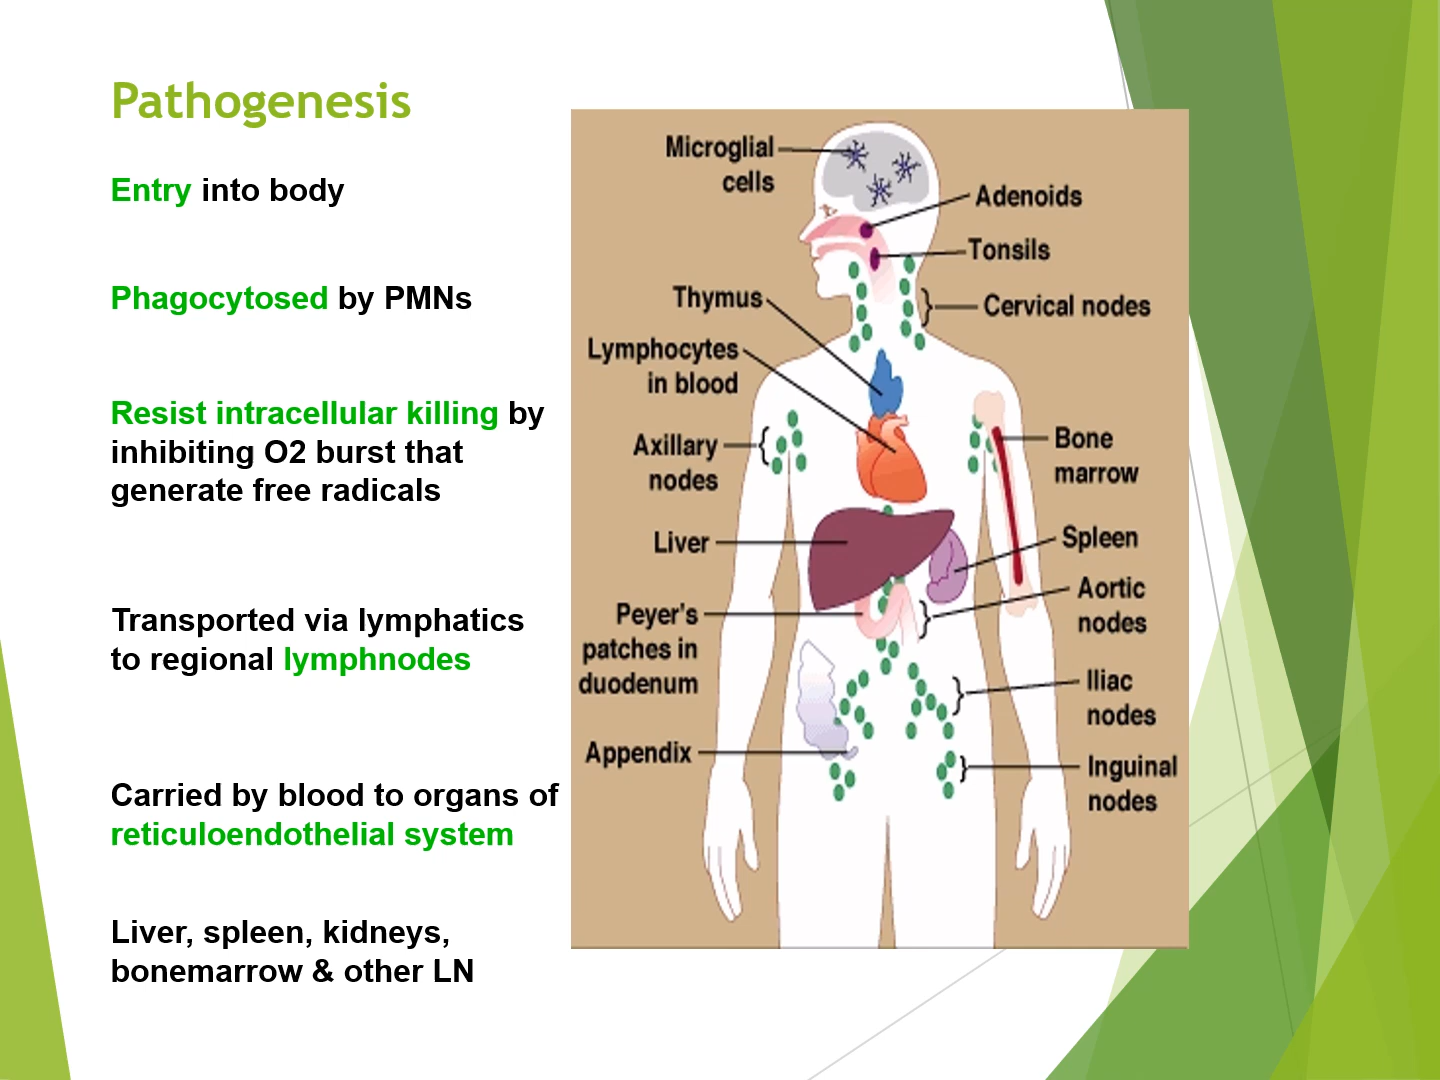 Pathogenesis
Entry into body
Phagocytosed by PMNs
Resist intracellular killing by
inhibiting O2 burst that
generate free radicals
Transported via lymphatics
to regional lymphnodes
Carried by blood to organs of
reticuloendothelial system
Liver, spleen, kidneys,
bonemarrow & other LN
Microglial
cells
Adenoids
Tonsils
Thymus
Cervical nodes
Lymphocytes
in blood
Axillary
nodes
Bone
marrow
Liver
Spleen
Aortic
nodes
Peyer's
patches in
duodenum
Iliac
nodes
Appendix
Inguinal
nodes